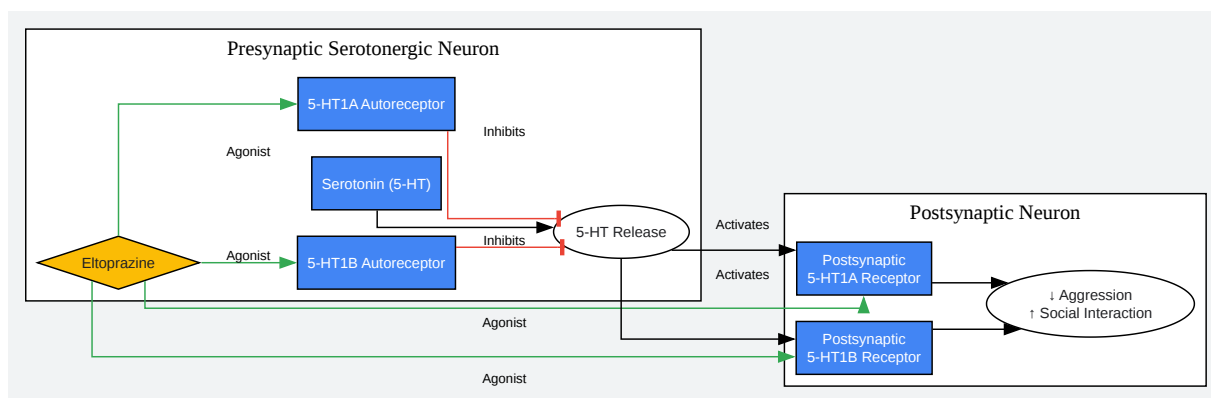 Presynaptic Serotonergic Neuron
5-HT1A Autoreceptor
Inhibits
Agonist
Serotonin (5-HT)
Postsynaptic Neuron
Activates
5-HT Release
Inhibits
Agonist
Eltoprazine
5-HT1B Autoreceptor
Postsynaptic
5-HT1A Receptor
Activates
↓ Aggression
↑ Social Interaction
Agonist
Postsynaptic
5-HT1B Receptor
Agonist